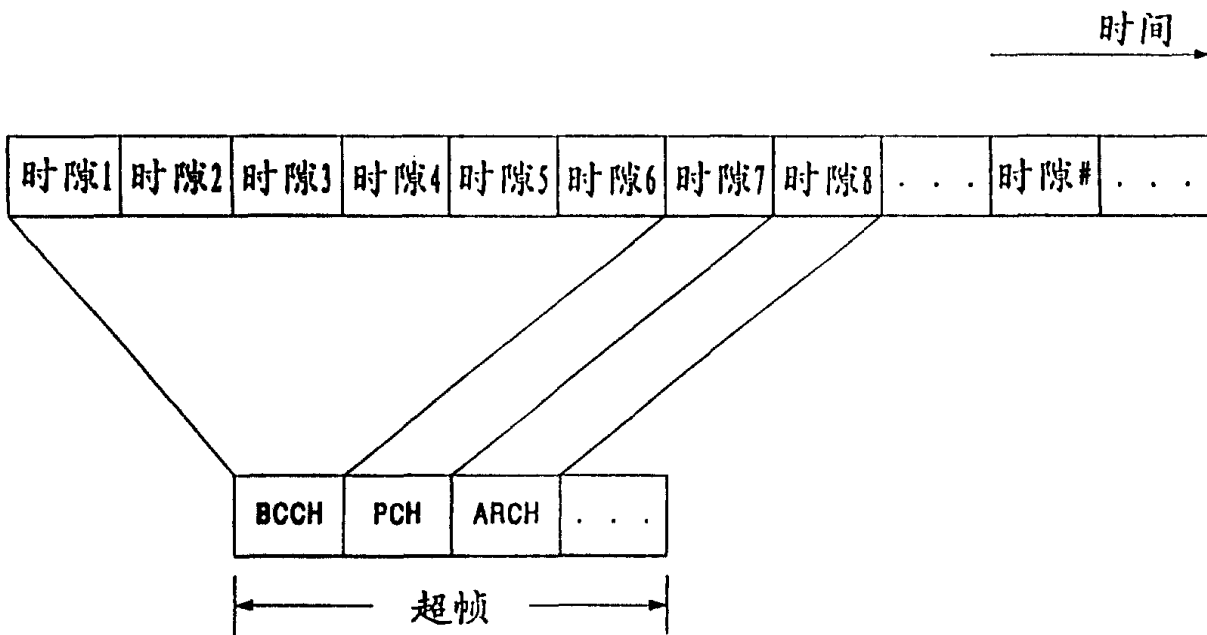 时间
时隙1 时隙2 时隙3 时隙4 时隙5 时隙6 时隙7 时隙8 . . . 时隙# . . .
BCCH PCH ARCH . . .
超帧